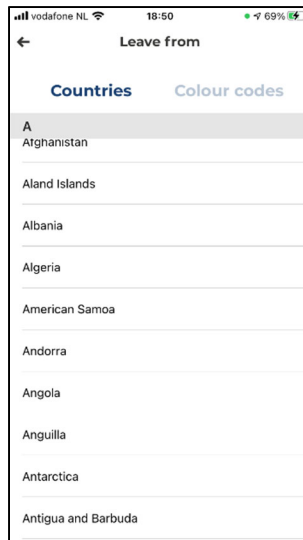 vodafone NL 18:50 69%
Leave from
Countries Colour codes
A
Afghanistan
Aland Islands
Albania
Algeria
American Samoa
Andorra
Angola
Anguilla
Antarctica
Antigua and Barbuda